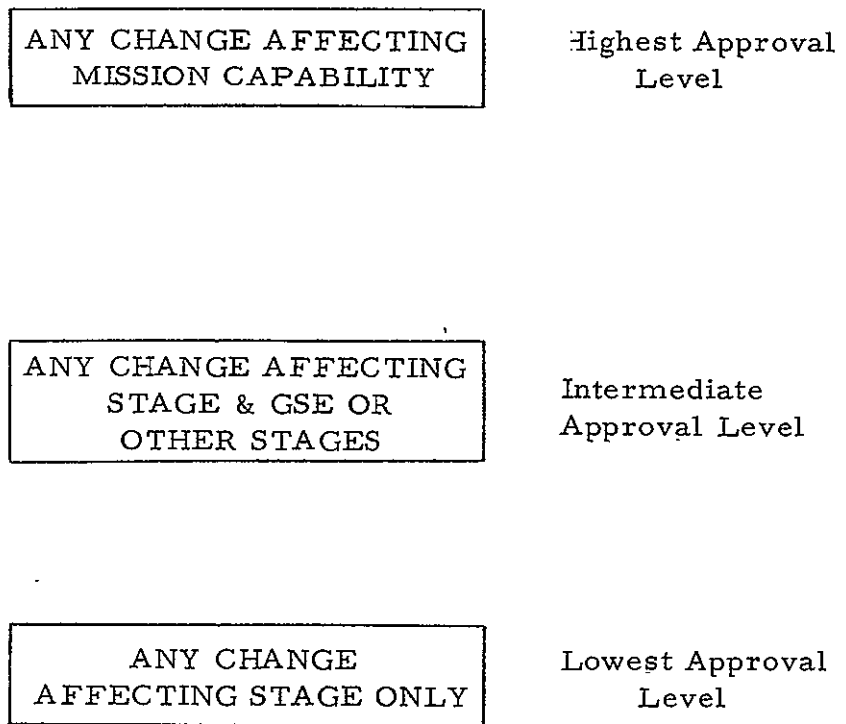 ANY CHANGE AFFECTING
MISSION CAPABILITY
Highest Approval
Level
ANY CHANGE AFFECTING
STAGE & GSE OR
OTHER STAGES
Intermediate
Approval Level
ANY CHANGE
AFFECTING STAGE ONLY
Lowest Approval
Level